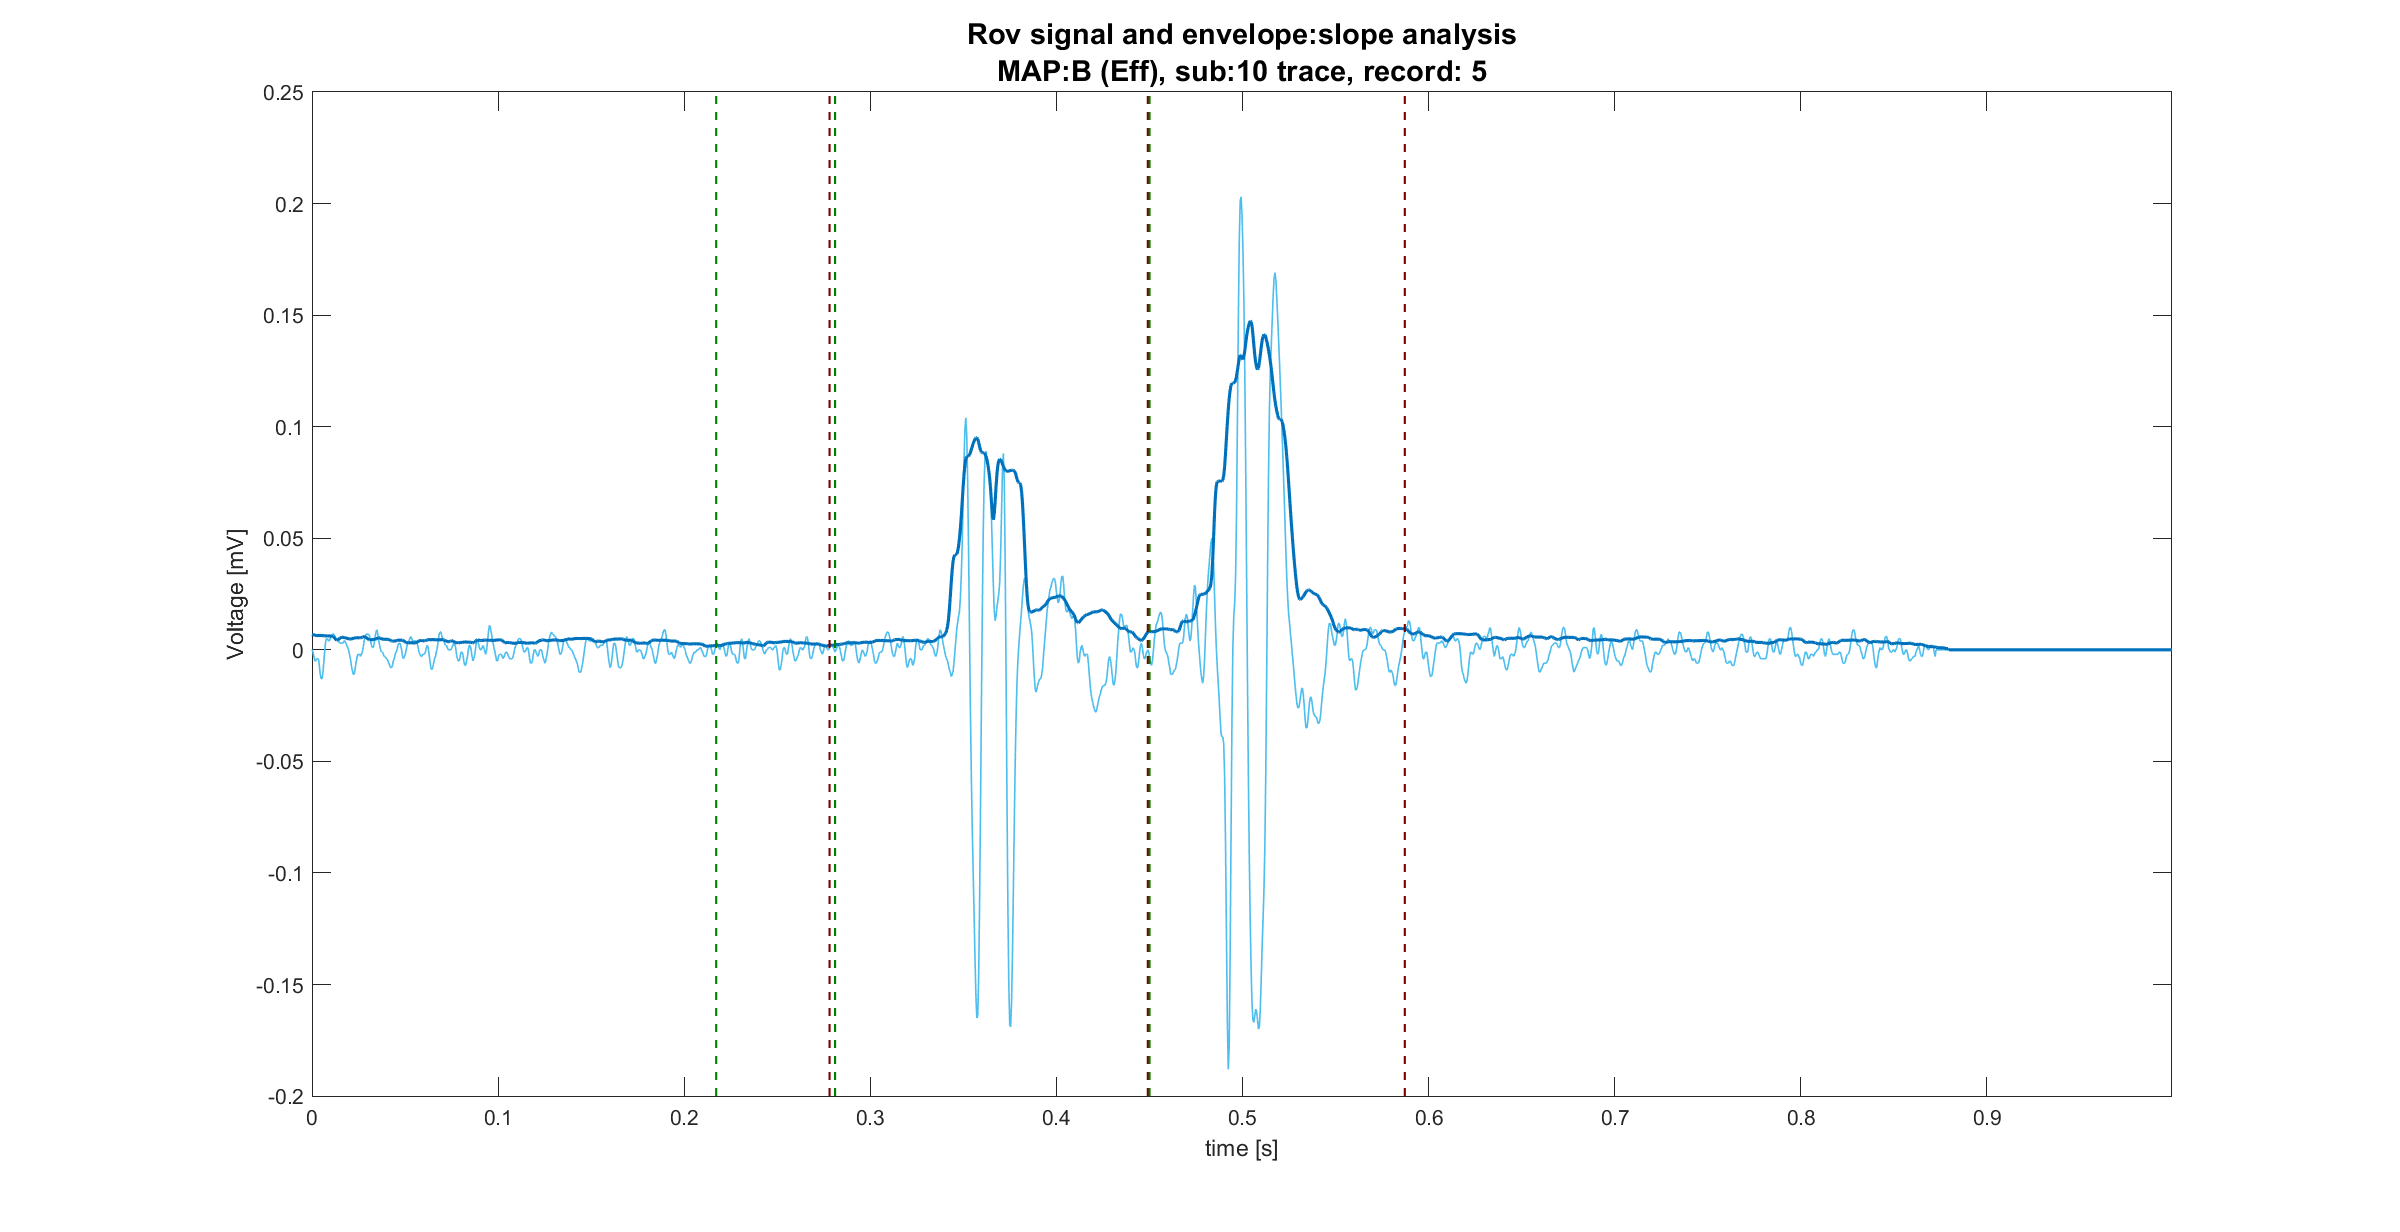 Rov signal and envelope:slope analysis
MAP:B (Eff), sub:10 trace, record: 5
0.25
0.2
0.15
0.1
0.05
0
-0.05
-0.1
-0.15
-0.2
Voltage [mV]
0 0.1 0.2 0.3 0.4 0.5 0.6 0.7 0.8 0.9
time [s]